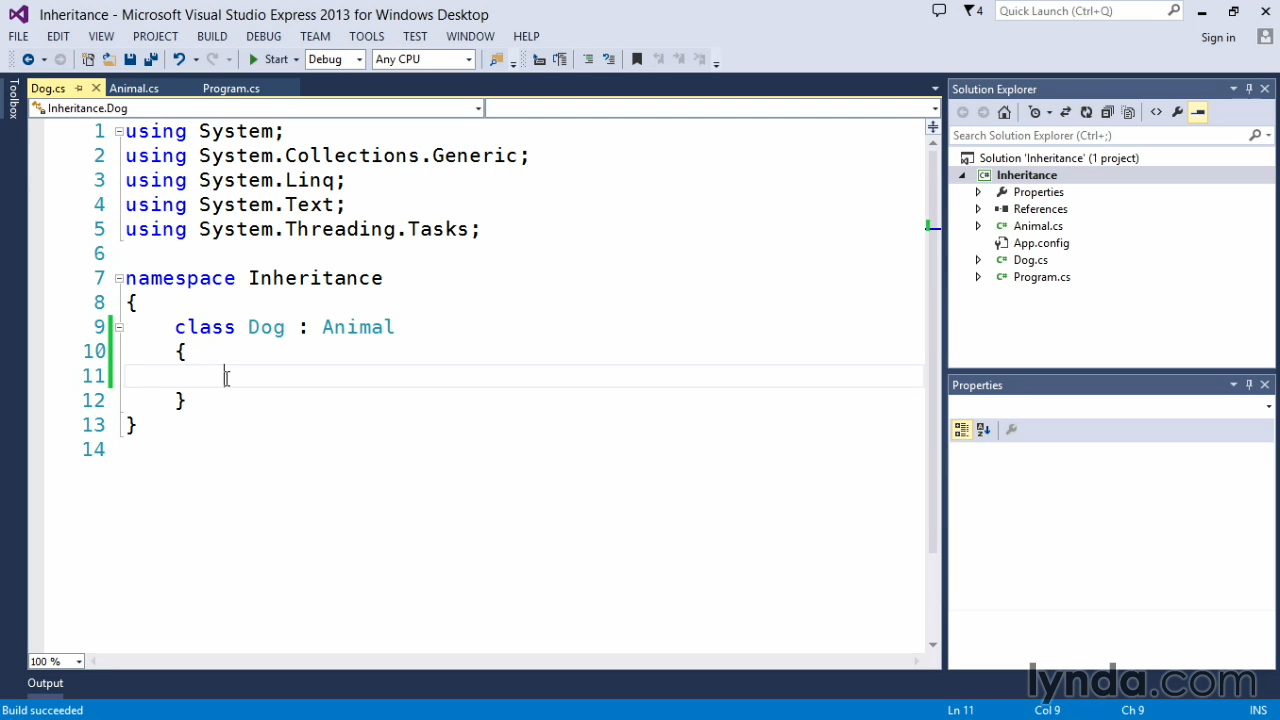 Inheritance - Microsoft Visual Studio Express 2013 for Windows Desktop
4
Quick Launch (Ctrl+Q)
FILE EDIT VIEW PROJECT BUILD DEBUG TEAM TOOLS TEST WINDOW HELP
Sign in
Start Debug Any CPU
Toolbox
Dog.cs Animal.cs Program.cs
Inheritance.Dog
1 using System;
2 using System.Collections.Generic;
3 using System.Linq;
4 using System.Text;
5 using System.Threading.Tasks;
6
7 namespace Inheritance
8 {
9 class Dog : Animal
10 {
11
12 }
13 }
14
100 %
Solution Explorer
Search Solution Explorer (Ctrl+;)
Solution 'Inheritance' (1 project)
Inheritance
Properties
References
Animal.cs
App.config
Dog.cs
Program.cs
Properties
lynda.com
Output
Build succeeded
Ln 11 Col 9 Ch 9 INS